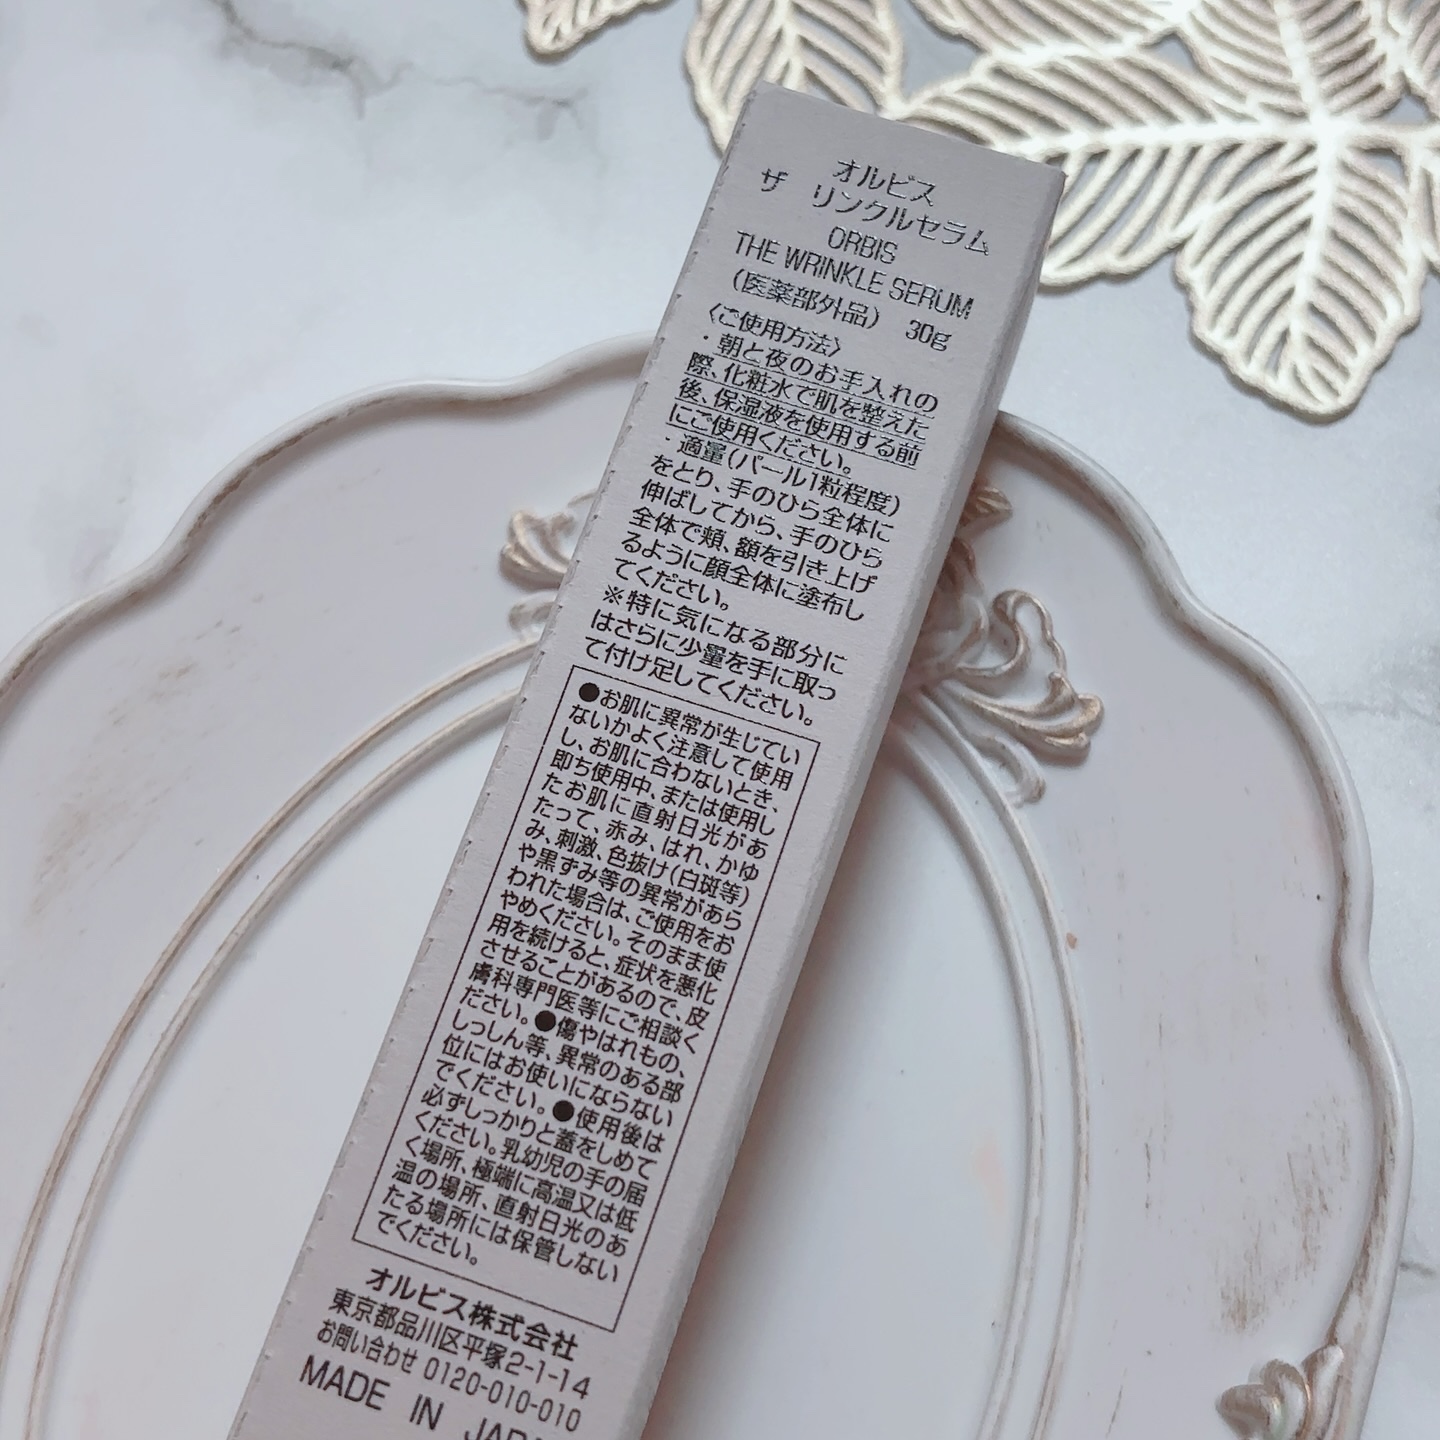 オルビス
ザ リンクルセラム
ORBIS
THE WRINKLE SERUM
(医薬部外品) 30g
〈ご使用方法〉
・朝と夜のお手入れの
際、化粧水で肌を整えた
後、保湿液を使用する前
にご使用ください。
・適量(パール1粒程度)
をとり、手のひら全体に
伸ばしてから、手のひら
全体で頬、額を引き上げ
るように顔全体に塗布し
てください。
※特に気になる部分に
はさらに少量を手に取っ
て付け足してください。
●お肌に異常が生じてい
ないかよく注意して使用
し、お肌に合わないとき、
即ち使用中、または使用し
たお肌に直射日光があ
たって、赤み、はれ、かゆ
み、刺激、色抜け(白斑等)
や黒ずみ等の異常があら
われた場合は、ご使用をお
やめください。そのまま使
用を続けると、症状を悪化
させることがあるので、皮
膚科専門医等にご相談く
ださい。●傷やはれもの、
しっしん等、異常のある部
位にはお使いにならない
でください。●使用後は
必ずしっかりと蓋をしめて
ください。乳幼児の手の届
く場所、極端に高温又は低
温の場所、直射日光のあ
たる場所には保管しない
でください。
オルビス株式会社
東京都品川区平塚2-1-14
お問い合わせ 0120-010-010
MADE IN